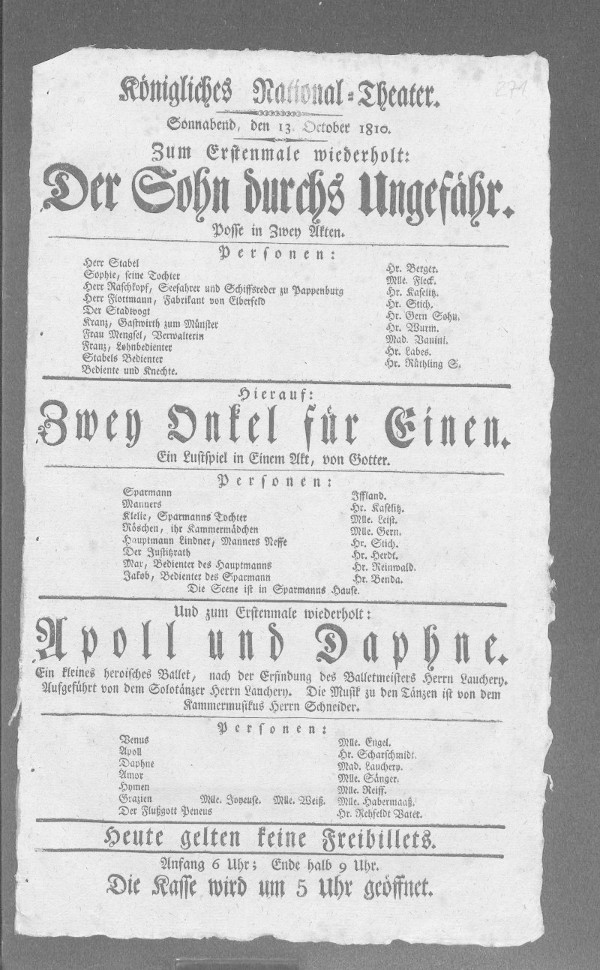 271
Königliches National-Theater.
Sonnabend, den 13. October 1810.
Zum Erstenmale wiederholt:
Der Sohn durchs Ungefähr.
Posse in Zwey Akten.
Personen:
Herr Stabel Hr. Berger.
Sophie, seine Tochter Mlle. Fleck.
Herr Raschkopf, Seefahrer und Schiffsreder zu Pappenburg Hr. Kaselitz.
Herr Flottmann, Fabrikant von Elberfeld Hr. Stich.
Der Stadtvogt Hr. Gern Sohn.
Kranz, Gastwirth zum Münster Hr. Wurm.
Frau Mengsel, Verwalterin Mad. Vanini.
Franz, Lohnbedienter Hr. Labes.
Stabels Bedienter Hr. Rüthling S.
Bediente und Knechte.
Hierauf:
Zwey Onkel für Einen.
Ein Lustspiel in Einem Akt, von Gotter.
Personen:
Sparmann Iffland.
Manners Hr. Kaselitz.
Klelie, Sparmanns Tochter Mlle. Leist.
Röschen, ihr Kammermädchen Mlle. Gern.
Hauptmann Lindner, Manners Neffe Hr. Stich.
Der Justitzrath Hr. Herdt.
Max, Bedienter des Hauptmanns Hr. Reinwald.
Jakob, Bedienter des Sparmann Hr. Benda.
Die Scene ist in Sparmanns Hause.
Und zum Erstenmale wiederholt:
Apoll und Daphne.
Ein kleines heroisches Ballet, nach der Erfindung des Balletmeisters Herrn Lauchery.
Aufgeführt von dem Solotänzer Herrn Lauchery. Die Musik zu den Tänzen ist von dem
Kammermusikus Herrn Schneider.
Personen:
Venus Mlle. Engel.
Apoll Hr. Scharschmidt.
Daphne Mad. Lauchery.
Amor Mlle. Sänger.
Hymen Mlle. Reiff.
Grazien Mlle. Joyeuse. Mlle. Weiß. Mlle. Habermaaß.
Der Flußgott Peneus Hr. Rehfeldt Vater.
Heute gelten keine Freibillets.
Anfang 6 Uhr; Ende halb 9 Uhr.
Die Kasse wird um 5 Uhr geöffnet.